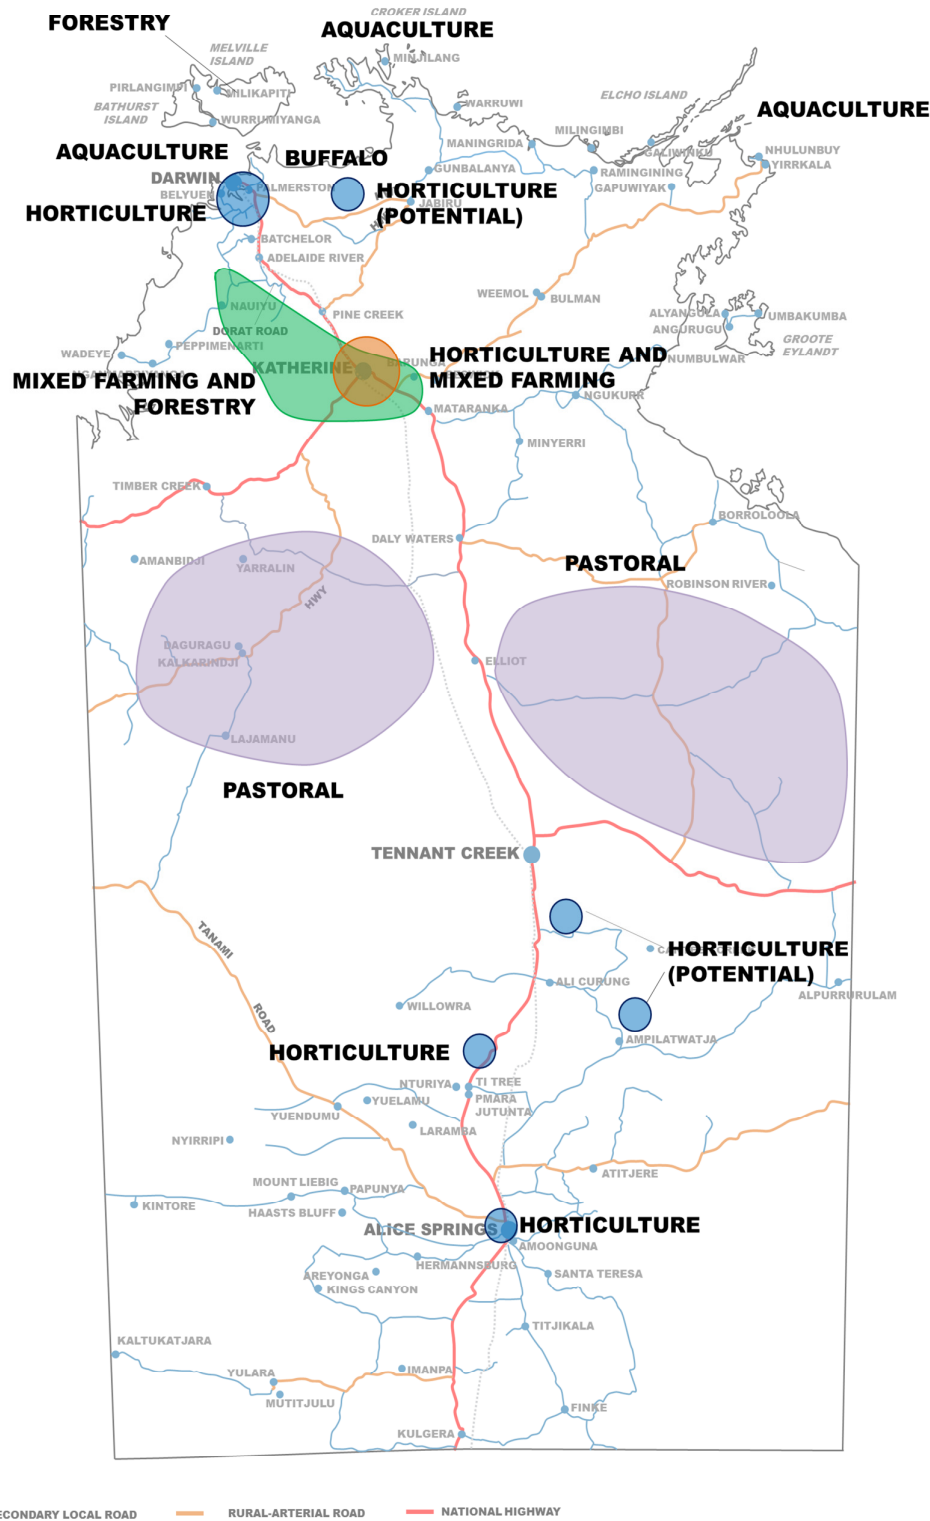 CROKER ISLAND
FORESTRY
AQUACULTURE
MELVILLE
ISLAND
MINJILANG
PIRLANGIMPI
MILIKAPITI
ELCHO ISLAND
BATHURST
ISLAND
WARRUWI
AQUACULTURE
WURRUMIYANGA
MILINGIMBI
MANINGRIDA
GALIWINKU
NHULUNBUY
AQUACULTURE
BUFFALO
YIRRKALA
GUNBALANYA
RAMINGINING
DARWIN
PALMERSTON
GAPUWIYAK
BELYUEN
HORTICULTURE
(POTENTIAL)
JABIRU
HORTICULTURE
BATCHELOR
ADELAIDE RIVER
WEEMOL
BULMAN
NAUIYU
PINE CREEK
ALYANGULA
UMBAKUMBA
DORAT ROAD
ANGURUGU
PEPPIMENARTI
GROOTE
EYLANDT
WADEYE
HORTICULTURE AND
MIXED FARMING
NUMBULWAR
KATHERINE
MIXED FARMING AND
FORESTRY
NGUKURR
MATARANKA
MINYERRI
TIMBER CREEK
BORROLOOLA
DALY WATERS
AMANBIDJI
YARRALIN
PASTORAL
ROBINSON RIVER
HWY
DAGURAGU
KALKARINDJI
ELLIOT
LAJAMANU
PASTORAL
TENNANT CREEK
TANAMI
ROAD
HORTICULTURE
(POTENTIAL)
ALI CURUNG
ALPURRURULAM
WILLOWRA
AMPILATWATJA
HORTICULTURE
NTURIYA
TI TREE
YUELAMU
PMARA
JUTUNTA
YUENDUMU
LARAMBA
NYIRRIPI
ATITJERE
MOUNT LIEBIG
PAPUNYA
KINTORE
HAASTS BLUFF
ALICE SPRINGS
HORTICULTURE
AMOONGUNA
HERMANNSBURG
AREYONGA
SANTA TERESA
KINGS CANYON
TITJIKALA
KALTUKATJARA
YULARA
IMANPA
MUTITJULU
FINKE
KULGERA
ECONDARY LOCAL ROAD
RURAL-ARTERIAL ROAD
NATIONAL HIGHWAY